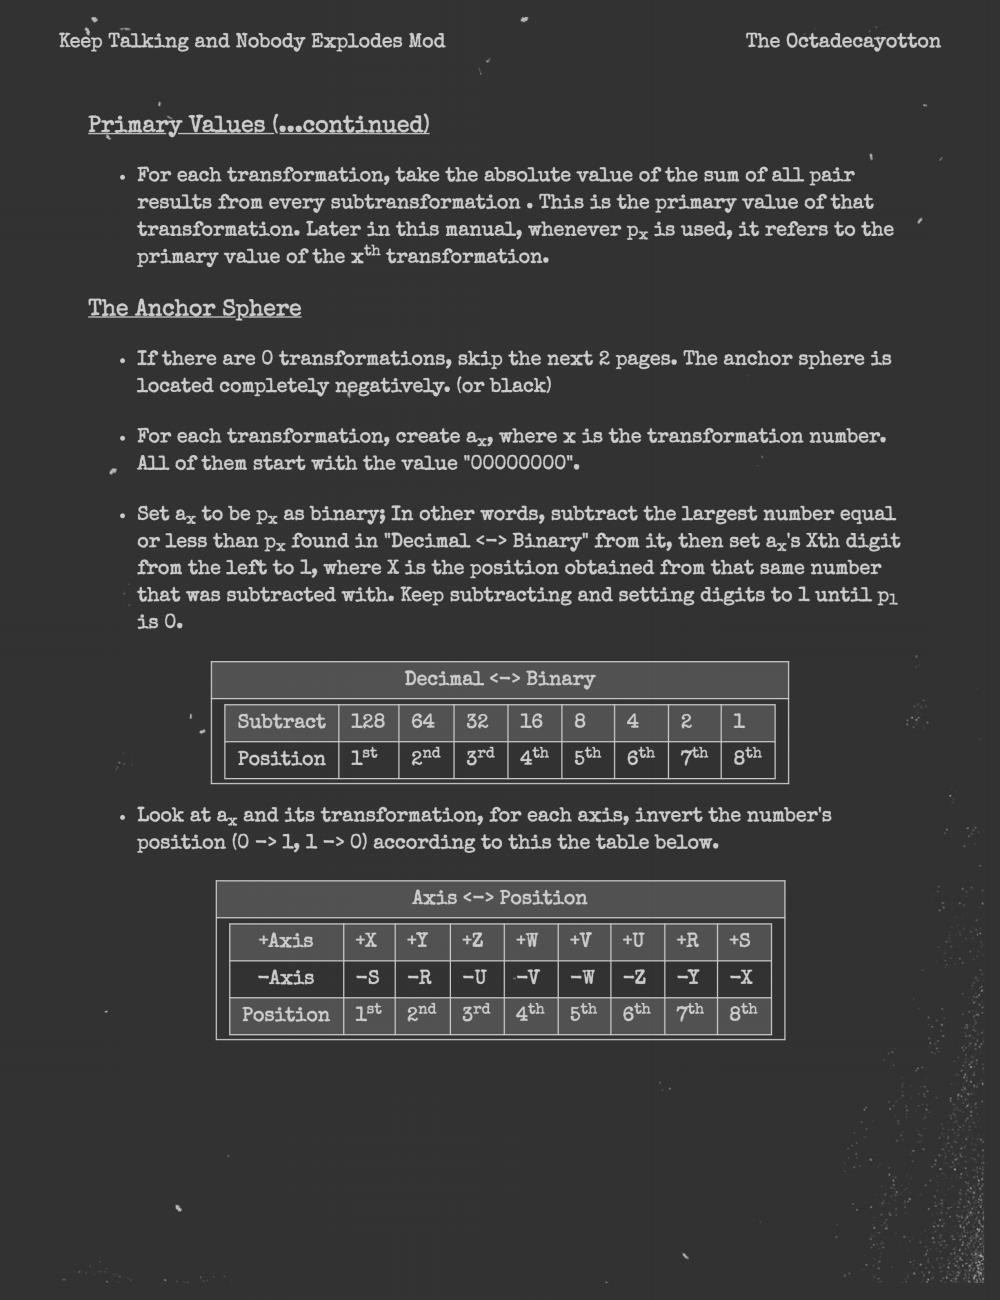 Keep Talking and Nobody Explodes Mod The Octadecayotton
Primary Values (...continued)
• For each transformation, take the absolute value of the sum of all pair
results from every subtransformation . This is the primary value of that
transformation. Later in this manual, whenever px is used, it refers to the
primary value of the xth transformation.
The Anchor Sphere
• If there are 0 transformations, skip the next 2 pages. The anchor sphere is
located completely negatively. (or black)
• For each transformation, create ax, where x is the transformation number.
All of them start with the value "00000000".
• Set ax to be px as binary; In other words, subtract the largest number equal
or less than px found in "Decimal <-> Binary" from it, then set ax's Xth digit
from the left to 1, where X is the position obtained from that same number
that was subtracted with. Keep subtracting and setting digits to 1 until p1
is 0.
Decimal <-> Binary
Subtract 128 64 32 16 8 4 2 1
Position 1st 2nd 3rd 4th 5th 6th 7th 8th
• Look at ax and its transformation, for each axis, invert the number's
position (0 -> 1, 1 -> 0) according to this the table below.
Axis <-> Position
+Axis +X +Y +Z +W +V +U +R +S
-Axis -S -R -U -V -W -Z -Y -X
Position 1st 2nd 3rd 4th 5th 6th 7th 8th